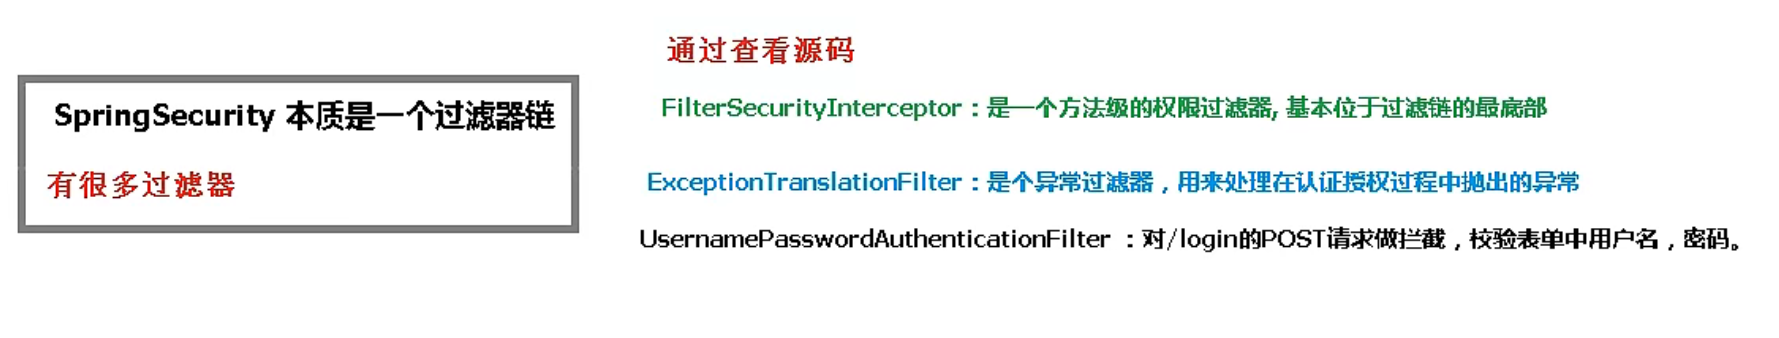 SpringSecurity 本质是一个过滤器链
有很多过滤器
通过查看源码
FilterSecurityInterceptor：是一个方法级的权限过滤器, 基本位于过滤链的最底部
ExceptionTranslationFilter：是个异常过滤器，用来处理在认证授权过程中抛出的异常
UsernamePasswordAuthenticationFilter ：对/login的POST请求做拦截，校验表单中用户名，密码。